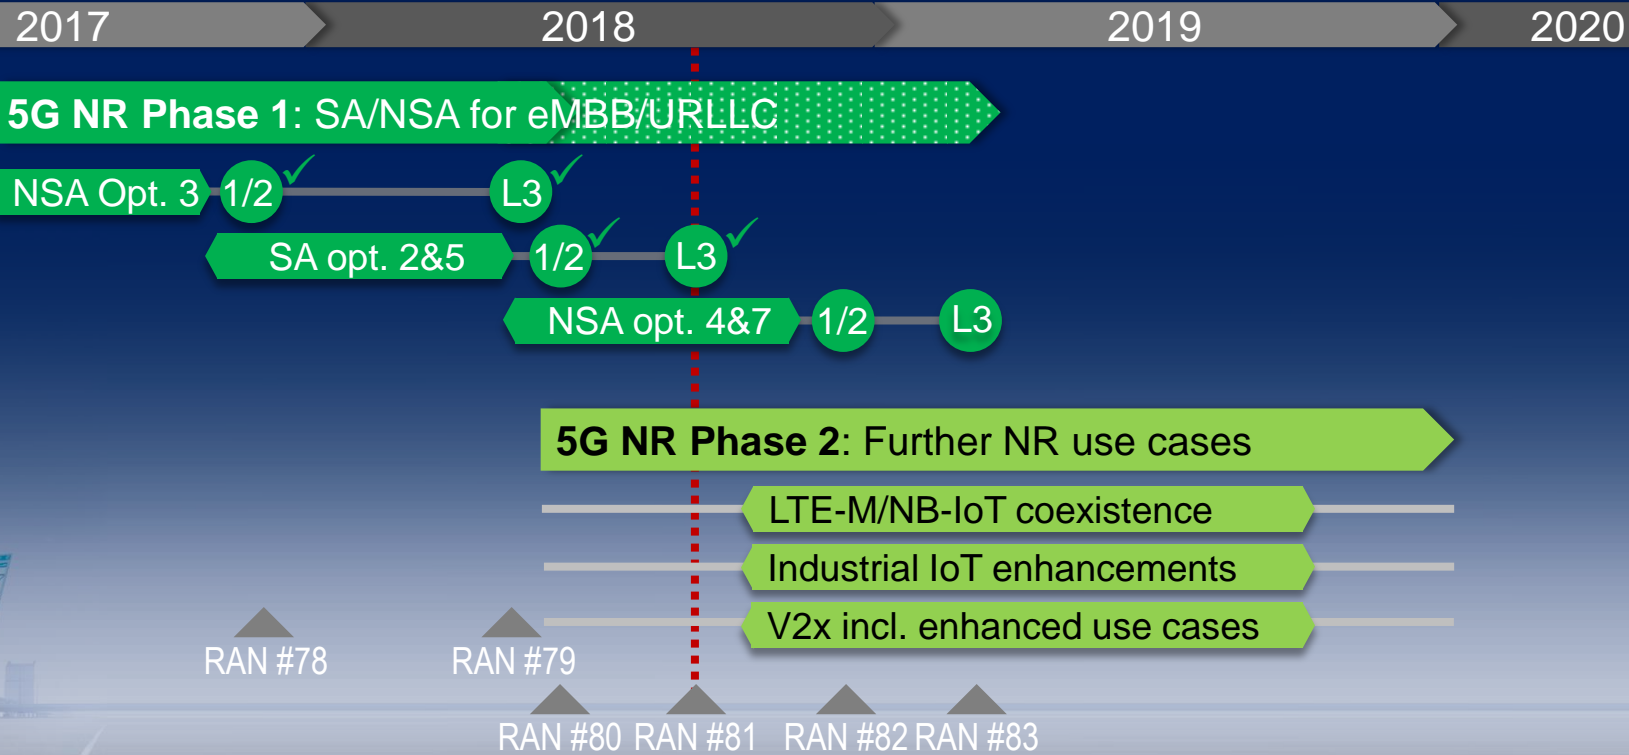 2017 2018 2019 2020
5G NR Phase 1: SA/NSA for eMBB/URLLC
NSA Opt. 3 1/2 ✓ L3 ✓
SA opt. 2&5 1/2 ✓ L3 ✓
NSA opt. 4&7 1/2 L3
5G NR Phase 2: Further NR use cases
LTE-M/NB-IoT coexistence
Industrial IoT enhancements
V2x incl. enhanced use cases
RAN #78 RAN #79
RAN #80 RAN #81 RAN #82 RAN #83